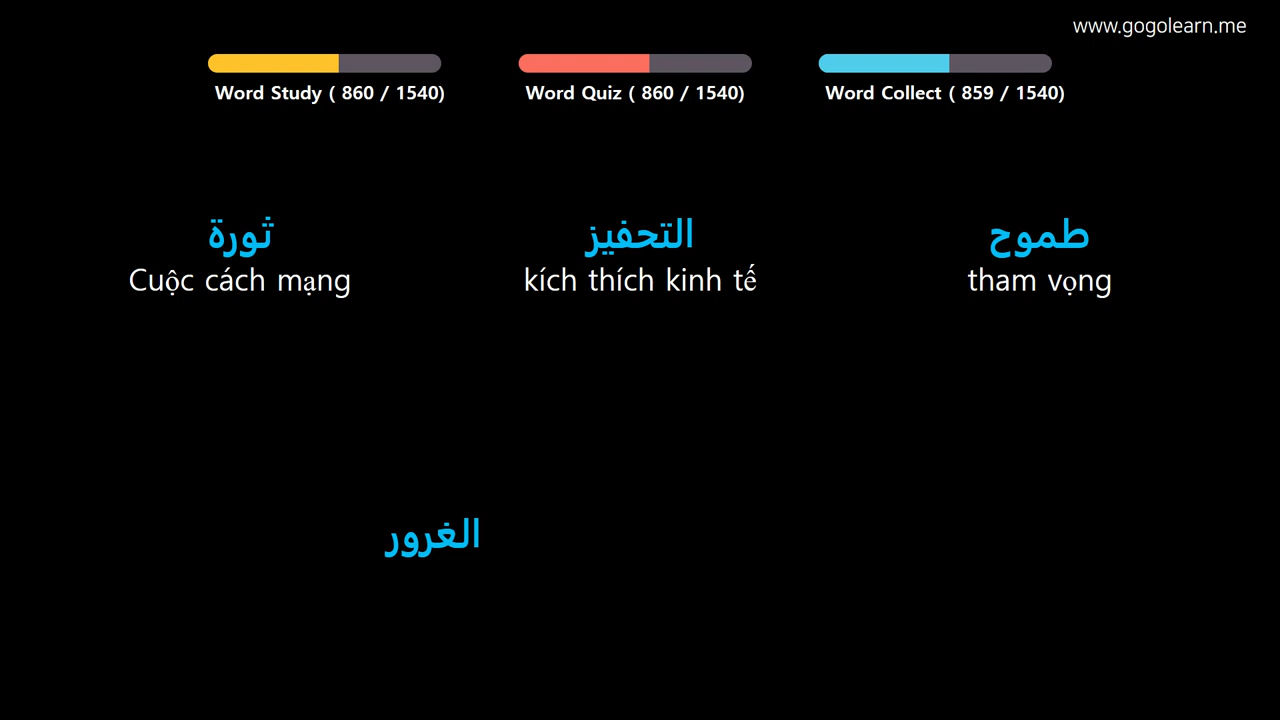 www.gogolearn.me
Word Study ( 860 / 1540)
Word Quiz ( 860 / 1540)
Word Collect ( 859 / 1540)
ثورة
Cuộc cách mạng
التحفيز
kích thích kinh tế
طموح
tham vọng
الغرور